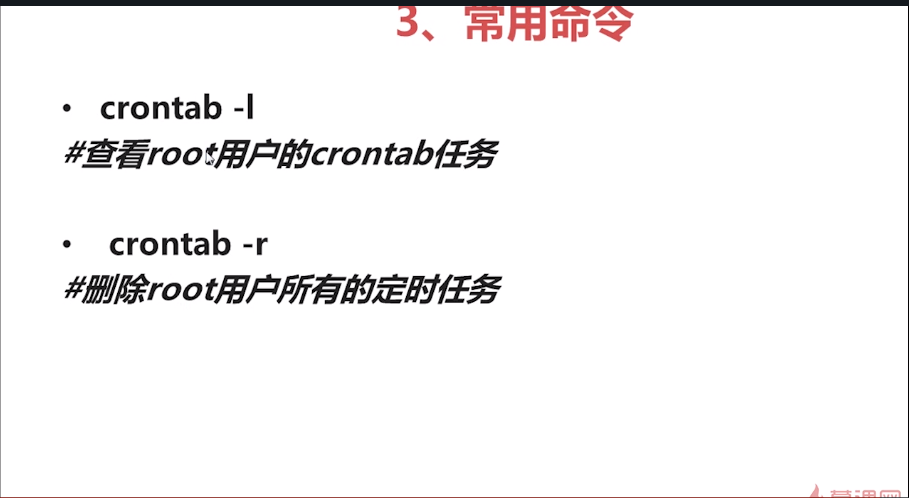 3、常用命令
• crontab -l
#查看root用户的crontab任务
• crontab -r
#删除root用户所有的定时任务